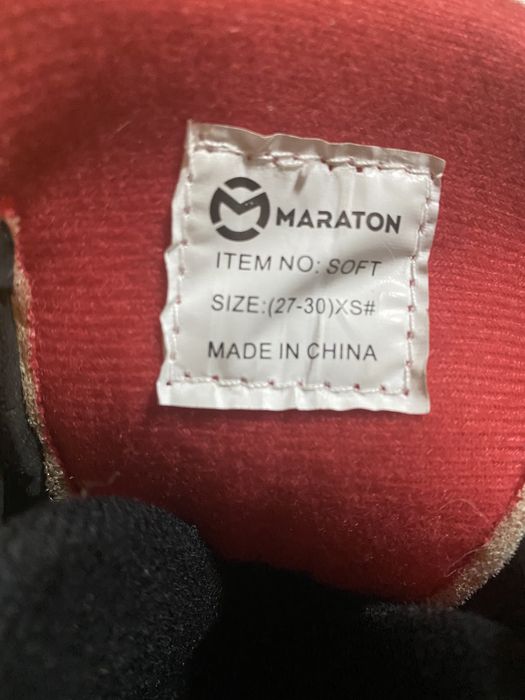 MARATON
ITEM NO: SOFT
SIZE:(27-30)XS#
MADE IN CHINA